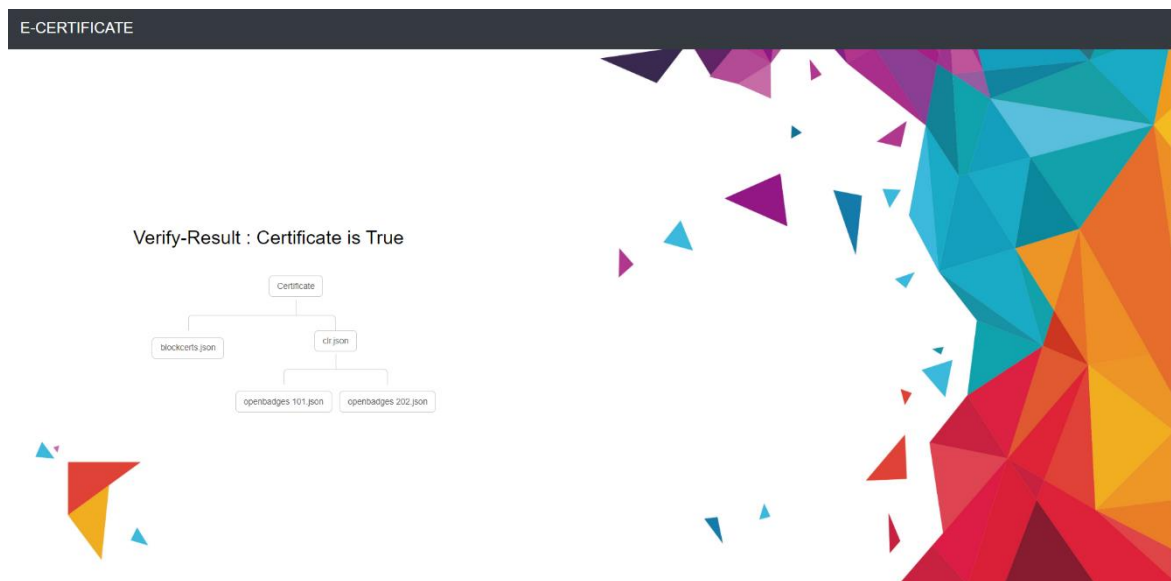 E-CERTIFICATE
Verify-Result : Certificate is True
Certificate
blockcerts.json
clr.json
openbadges 101.json
openbadges 202.json